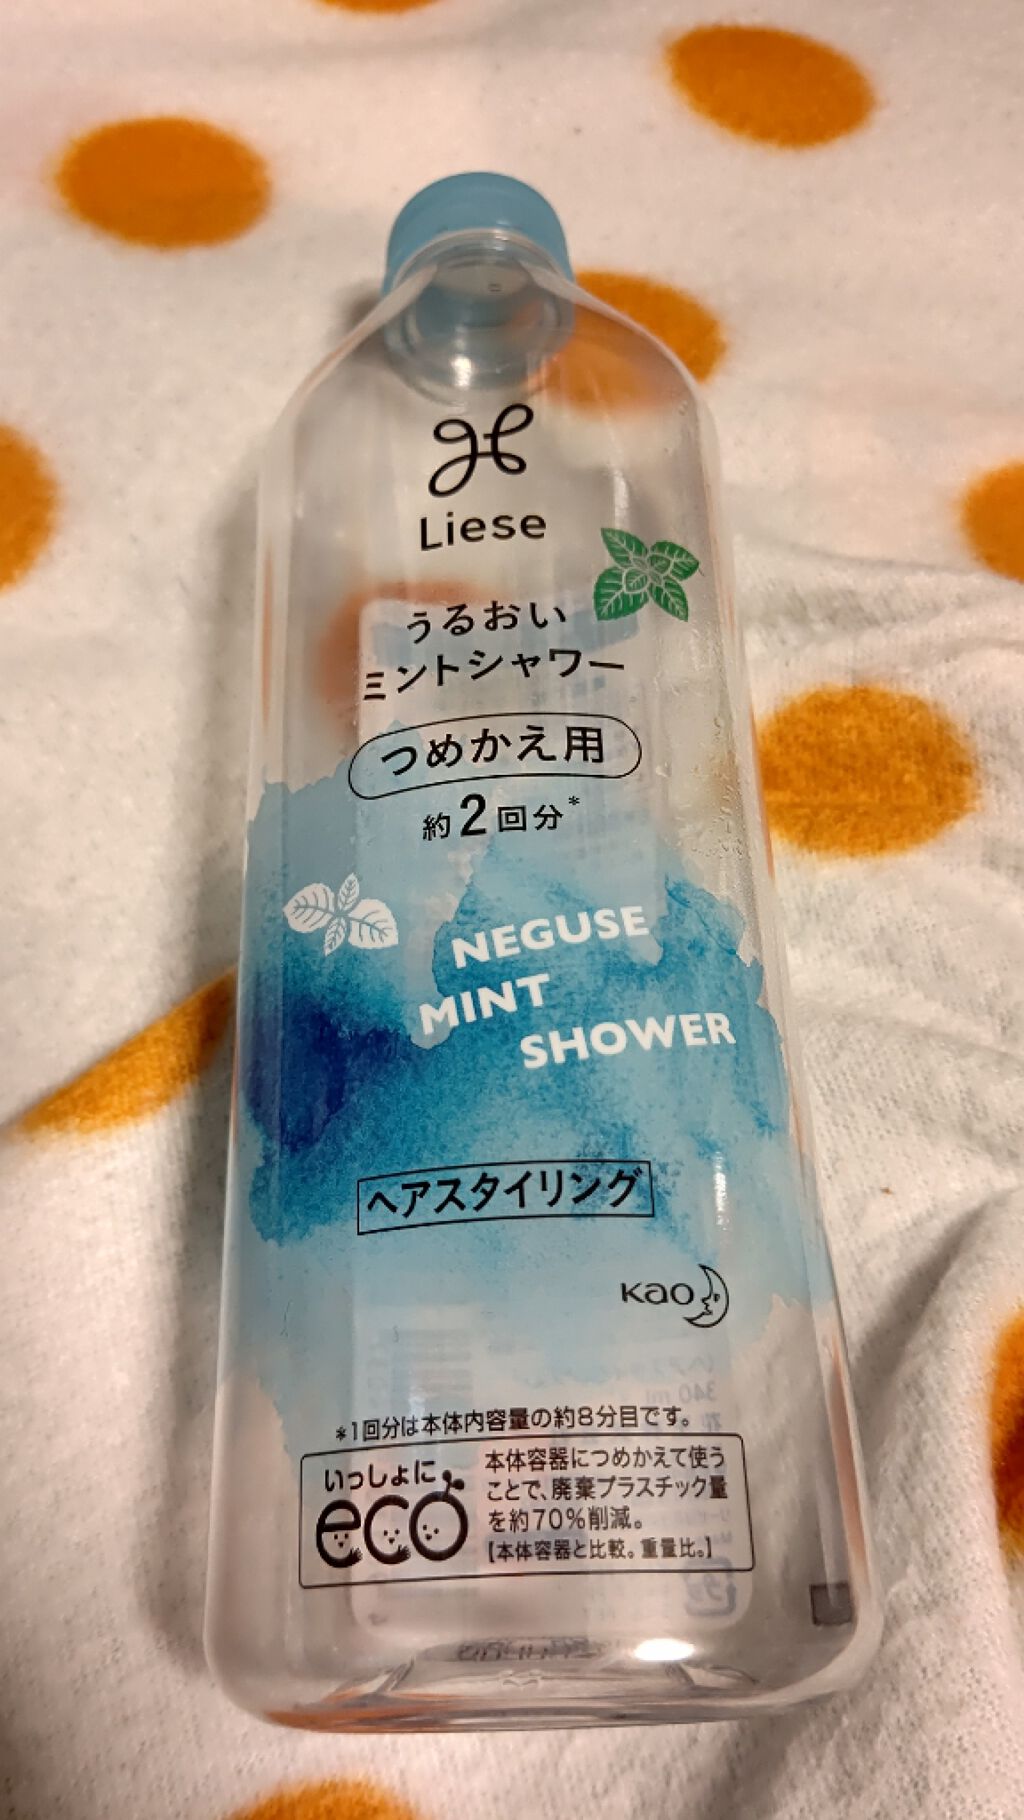 Liese
うるおい
ミントシャワー
つめかえ用
約2回分*
NEGUSE
MINT
SHOWER
ヘアスタイリング
Kao
*1回分は本体内容量の約8分目です。
いっしょに
eco
本体容器につめかえて使う
ことで、廃棄プラスチック量
を約70%削減。
【本体容器と比較。重量比。】
340 ml